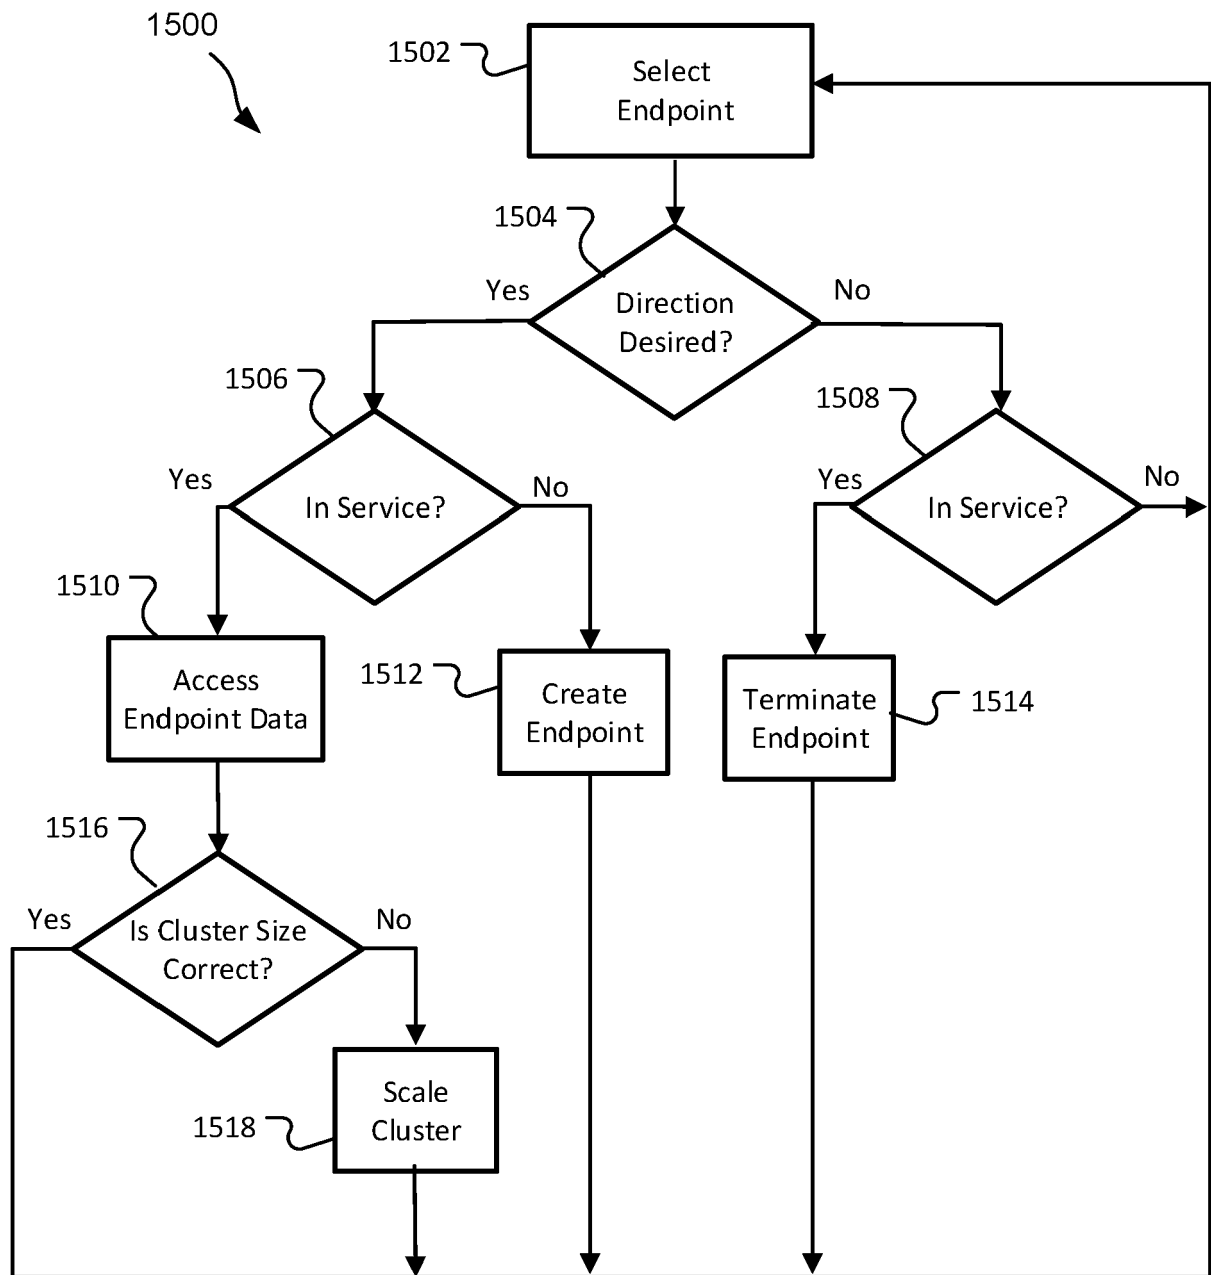 1500
1502
Select
Endpoint
1504
Yes
No
Direction
Desired?
1506
1508
Yes
No
In Service?
Yes
No
In Service?
1510
Access
Endpoint Data
1512
Create
Endpoint
Terminate
Endpoint
1514
1516
Yes
No
Is Cluster Size
Correct?
Scale
Cluster
1518